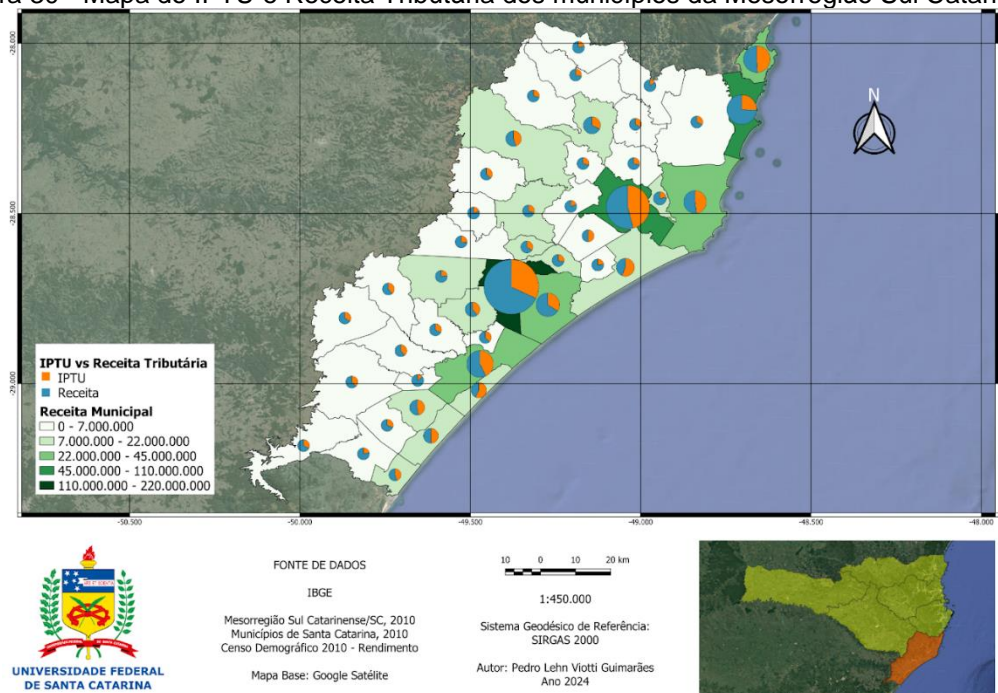 Mapa de IPTU e Receita Tributária dos municípios da Mesorregião Sul Catari
-28.000
-28.500
-29.000
N
IPTU vs Receita Tributária
IPTU
Receita
Receita Municipal
0 - 7.000.000
7.000.000 - 22.000.000
22.000.000 - 45.000.000
45.000.000 - 110.000.000
110.000.000 - 220.000.000
-50.500
-50.000
-49.500
-49.000
-48.500
-48.000
UNIVERSIDADE FEDERAL
DE SANTA CATARINA
FONTE DE DADOS
IBGE
Mesorregião Sul Catarinense/SC, 2010
Municípios de Santa Catarina, 2010
Censo Demográfico 2010 - Rendimento
Mapa Base: Google Satélite
10 0 10 20 km
1:450.000
Sistema Geodésico de Referência:
SIRGAS 2000
Autor: Pedro Lehn Viotti Guimarães
Ano 2024